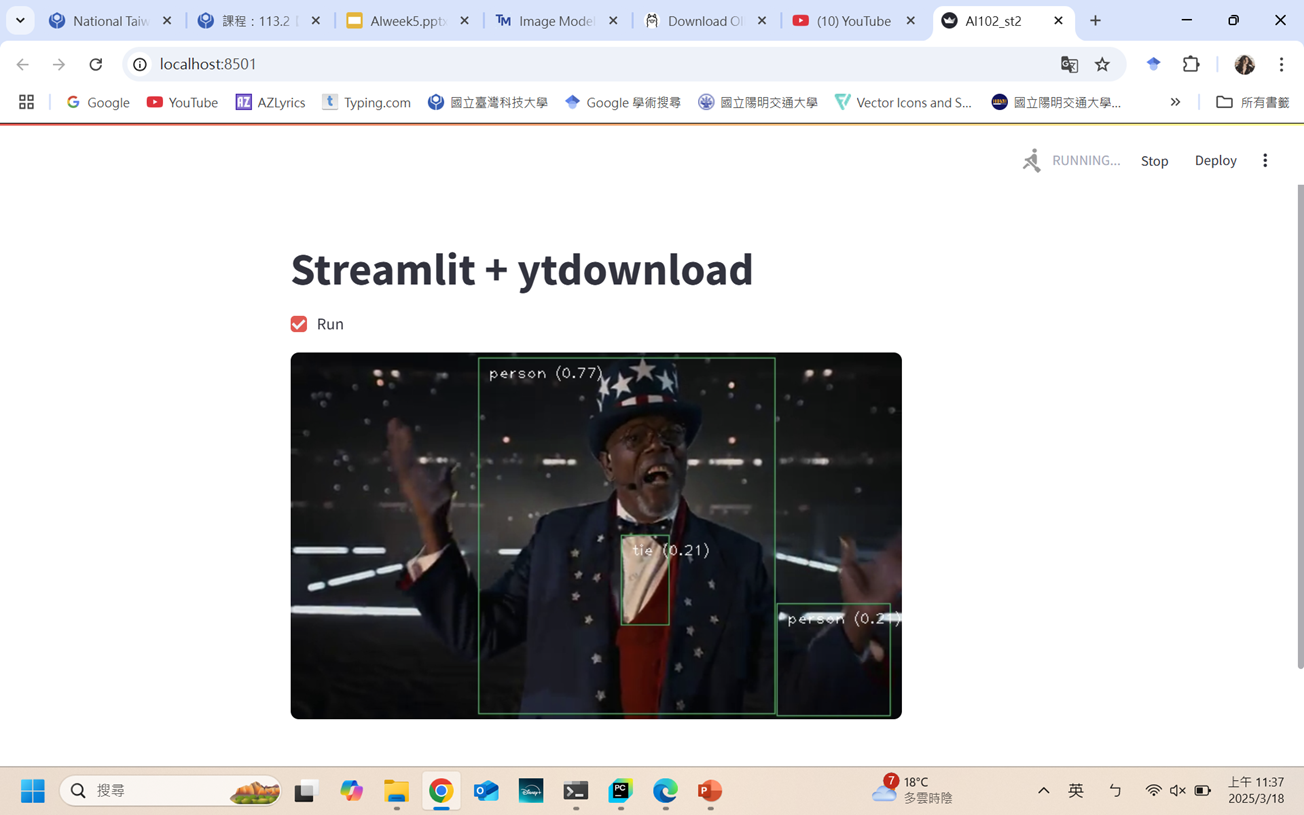 National Taiw
課程：113.2
AIweek5.pptx
Image Model
Download Ol
(10) YouTube
AI102_st2
localhost:8501
Google
YouTube
AZLyrics
Typing.com
國立臺灣科技大學
Google 學術搜尋
國立陽明交通大學
Vector Icons and S...
國立陽明交通大學...
所有書籤
RUNNING...
Stop
Deploy
Streamlit + ytdownload
Run
person (0.77)
tie (0.21)
person (0.21)
搜尋
7
18°C
多雲時陰
英
ㄅ
上午 11:37
2025/3/18